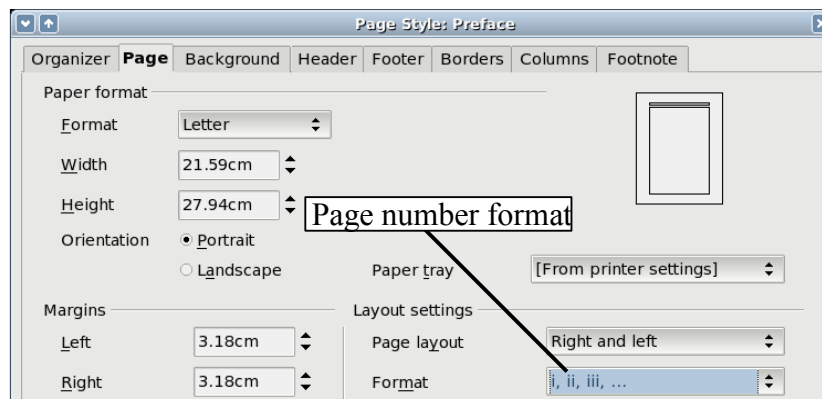 Page Style: Preface
Organizer Page Background Header Footer Borders Columns Footnote
Paper format
Format Letter
Width 21.59cm
Height 27.94cm
Page number format
Orientation Portrait
Landscape Paper tray [From printer settings]
Margins Layout settings
Left 3.18cm Page layout Right and left
Right 3.18cm Format i, ii, iii, ...